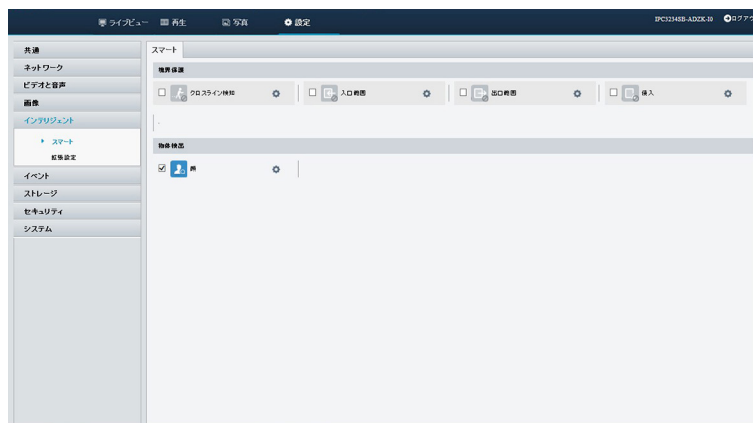 ライブビュー 再生 写真 設定 IPC3234SB-ADZK-I0 ログアウ
共通
ネットワーク
ビデオと音声
画像
インテリジェント
スマート
拡張設定
イベント
ストレージ
セキュリティ
システム
スマート
境界保護
クロスライン検知 入口範囲 出口範囲 侵入
物体検出
顔